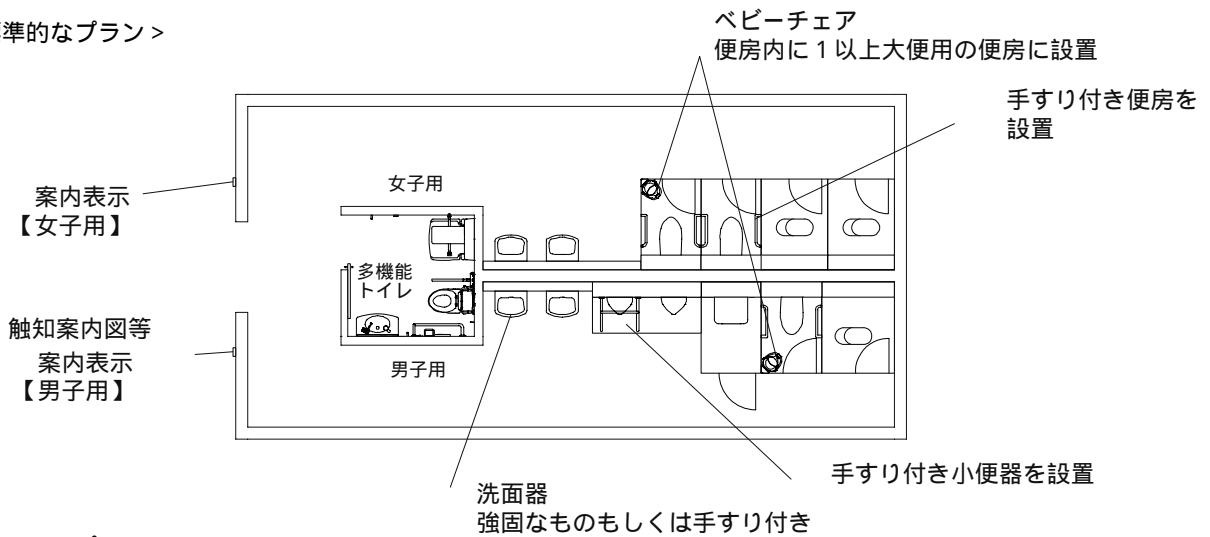 準的なプラン >
ベビーチェア
便房内に1以上大便用の便房に設置
手すり付き便房を
設置
案内表示
【女子用】
女子用
多機能
トイレ
触知案内図等
案内表示
【男子用】
男子用
手すり付き小便器を設置
洗面器
強固なものもしくは手すり付き